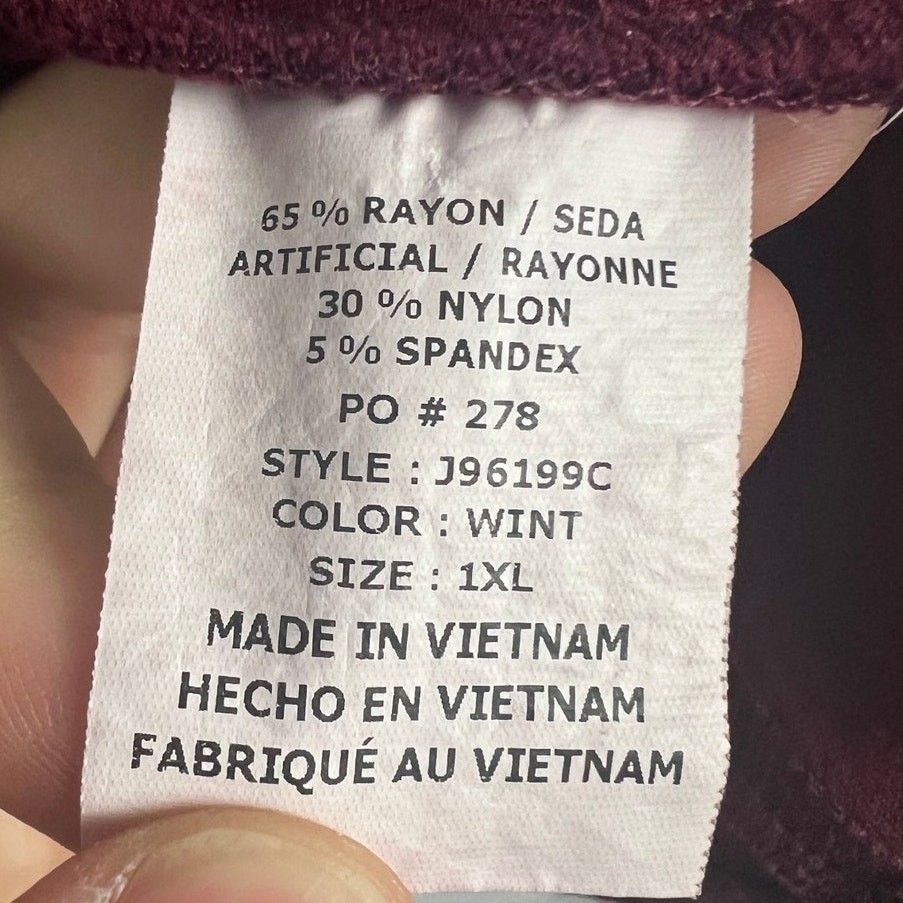 65 % RAYON / SEDA
ARTIFICIAL / RAYONNE
30 % NYLON
5 % SPANDEX
PO # 278
STYLE : J96199C
COLOR : WINT
SIZE : 1XL
MADE IN VIETNAM
HECHO EN VIETNAM
FABRIQUÉ AU VIETNAM